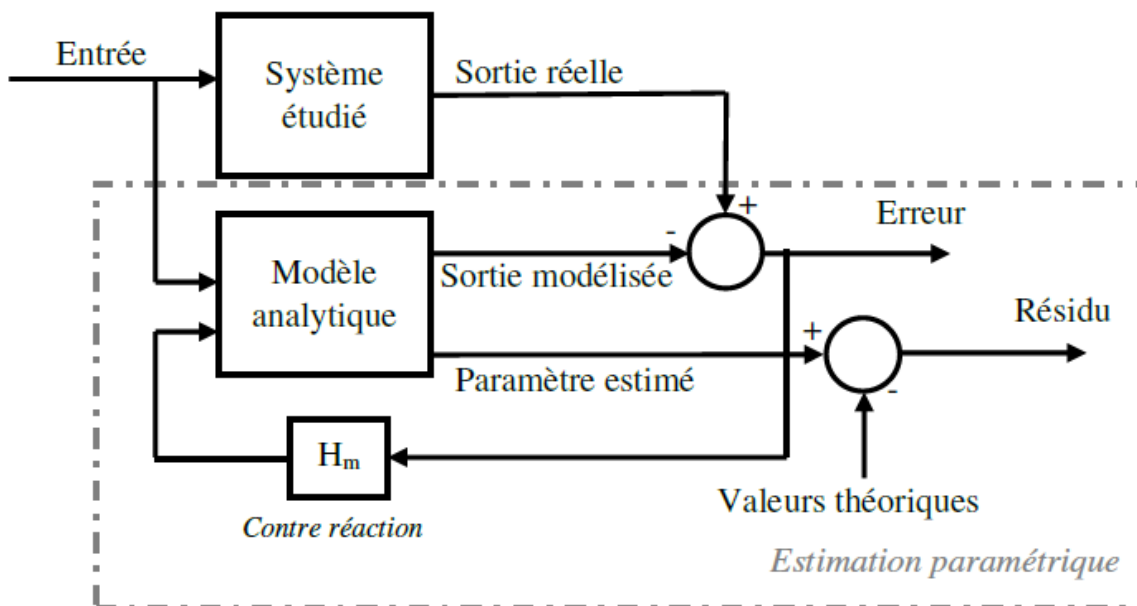 Entrée
Système
étudié
Sortie réelle
+
-
Erreur
Modèle
analytique
Sortie modélisée
Résidu
+
Paramètre estimé
-
Hm
Contre réaction
Valeurs théoriques
Estimation paramétrique